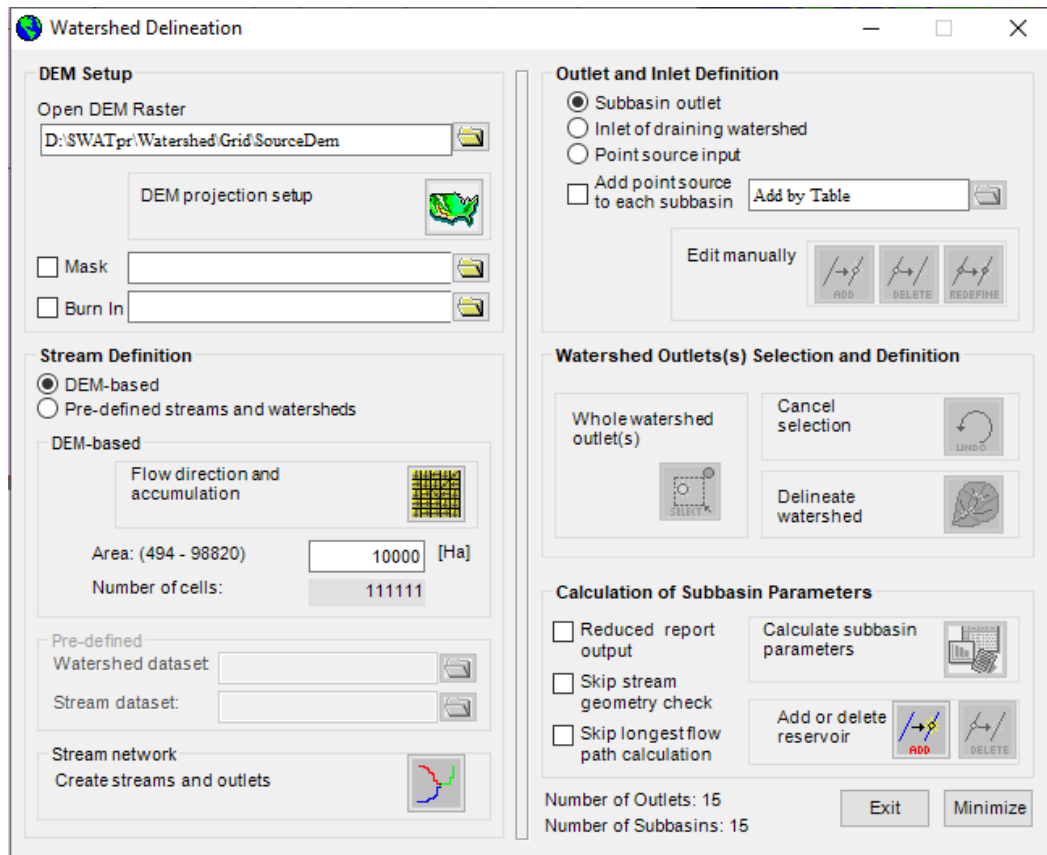 Watershed Delineation
DEM Setup
Open DEM Raster
D:\SWATpr\Watershed\Grid\SourceDem
DEM projection setup
Mask
Burn In
Stream Definition
DEM-based
Pre-defined streams and watersheds
DEM-based
Flow direction and
accumulation
Area: (494 - 98820)
10000
[Ha]
Number of cells:
111111
Pre-defined
Watershed dataset
Stream dataset:
Stream network
Create streams and outlets
Outlet and Inlet Definition
Subbasin outlet
Inlet of draining watershed
Point source input
Add point source
to each subbasin
Add by Table
Edit manually
ADD
DELETE
REDEFINE
Watershed Outlets(s) Selection and Definition
Whole watershed
outlet(s)
SELECT
Cancel
selection
UNDO
Delineate
watershed
Calculation of Subbasin Parameters
Reduced report
output
Skip stream
geometry check
Skip longest flow
path calculation
Calculate subbasin
parameters
Add or delete
reservoir
ADD
DELETE
Number of Outlets: 15
Number of Subbasins: 15
Exit
Minimize